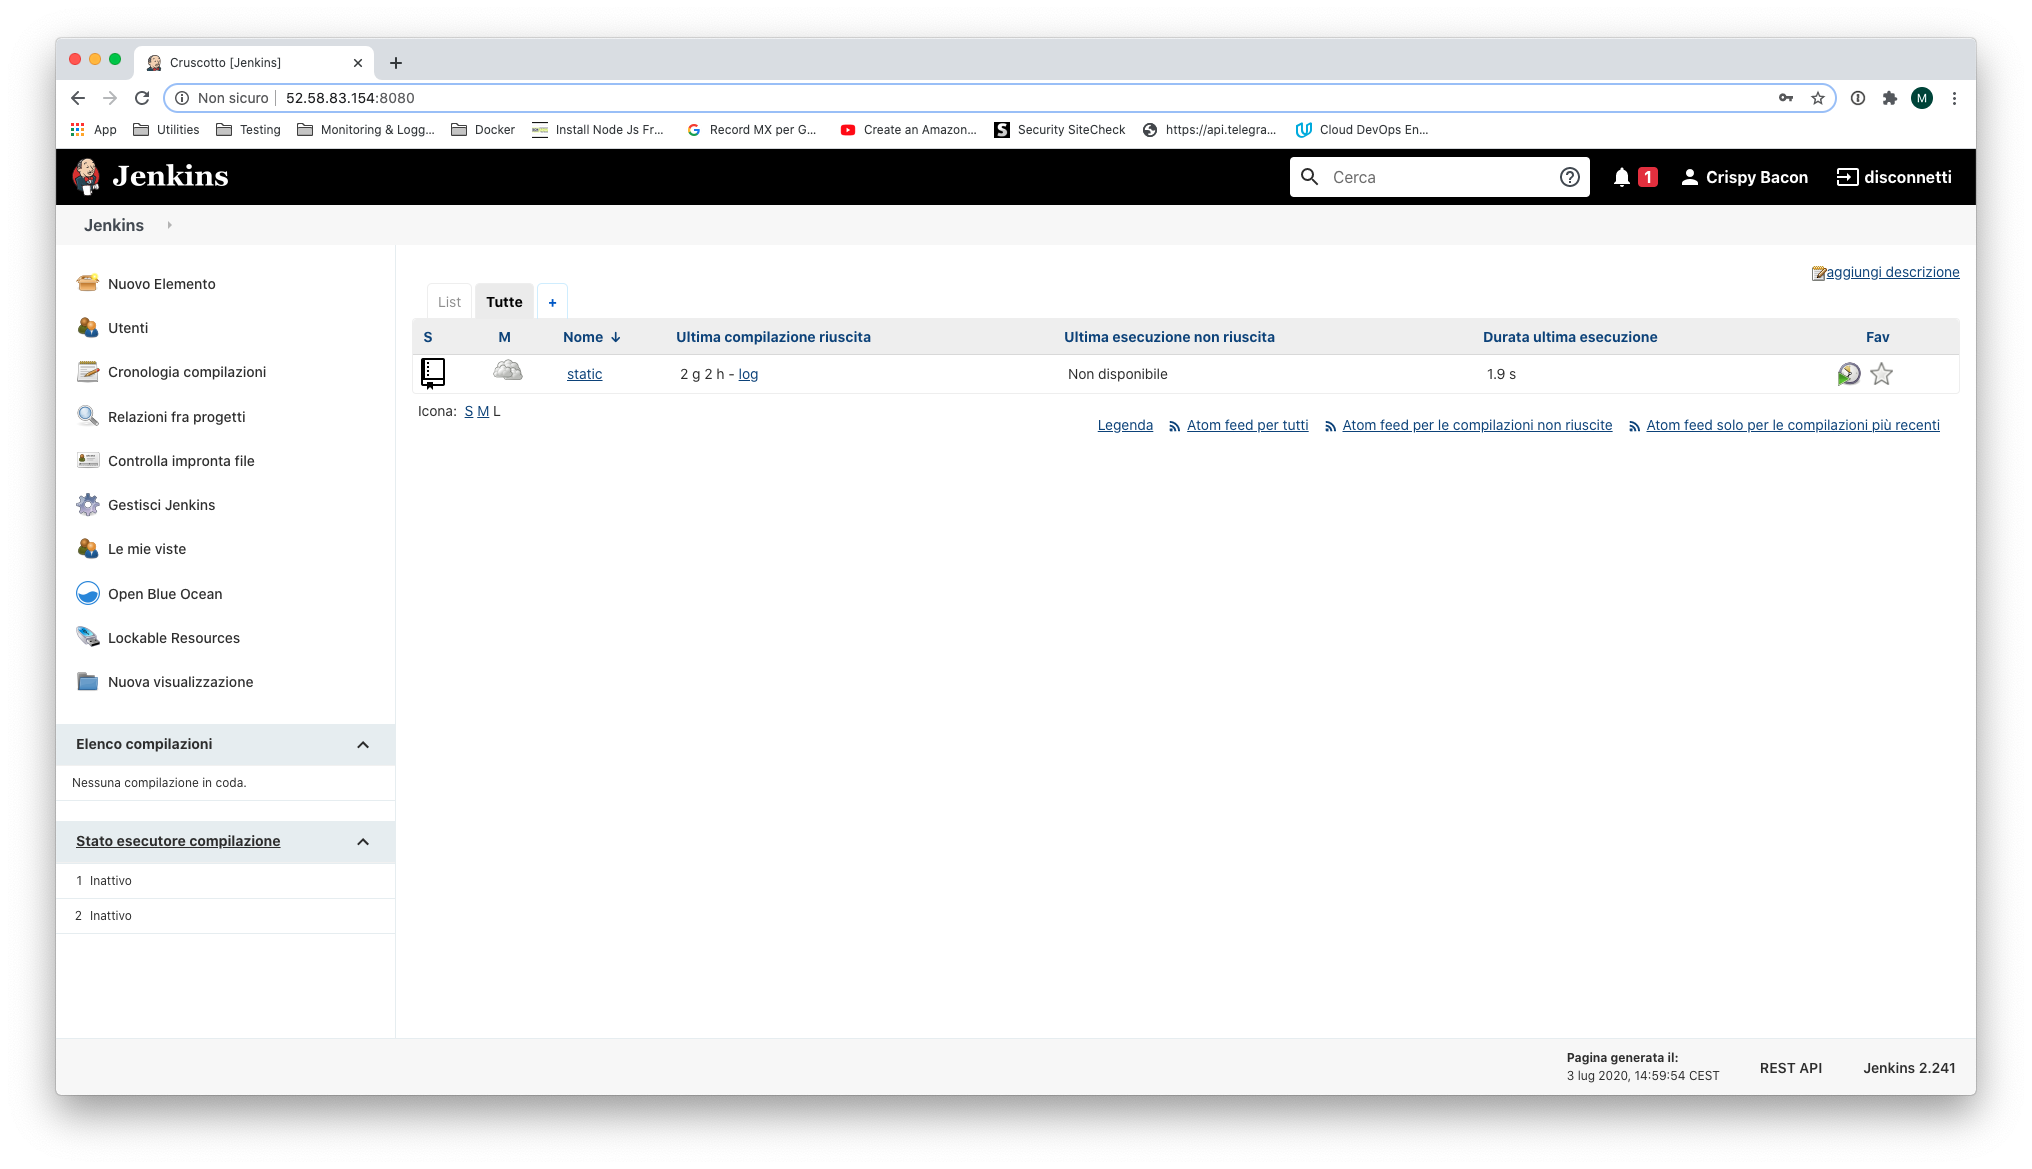 Cruscotto [Jenkins]
Non sicuro 52.58.83.154:8080
M
App Utilities Testing Monitoring & Logg... Docker Install Node Js Fr... Record MX per G... Create an Amazon... Security SiteCheck https://api.telegra... Cloud DevOps En...
Jenkins Cerca 1 Crispy Bacon disconnetti
Jenkins
aggiungi descrizione
Nuovo Elemento
Utenti
Cronologia compilazioni
Relazioni fra progetti
Controlla impronta file
Gestisci Jenkins
Le mie viste
Open Blue Ocean
Lockable Resources
Nuova visualizzazione
Elenco compilazioni
Nessuna compilazione in coda.
Stato esecutore compilazione
1 Inattivo
2 Inattivo
List Tutte +
S M Nome ↓ Ultima compilazione riuscita Ultima esecuzione non riuscita Durata ultima esecuzione Fav
static 2 g 2 h - log Non disponibile 1.9 s
Icona: S M L
Legenda Atom feed per tutti Atom feed per le compilazioni non riuscite Atom feed solo per le compilazioni più recenti
Pagina generata il:
3 lug 2020, 14:59:54 CEST
REST API Jenkins 2.241